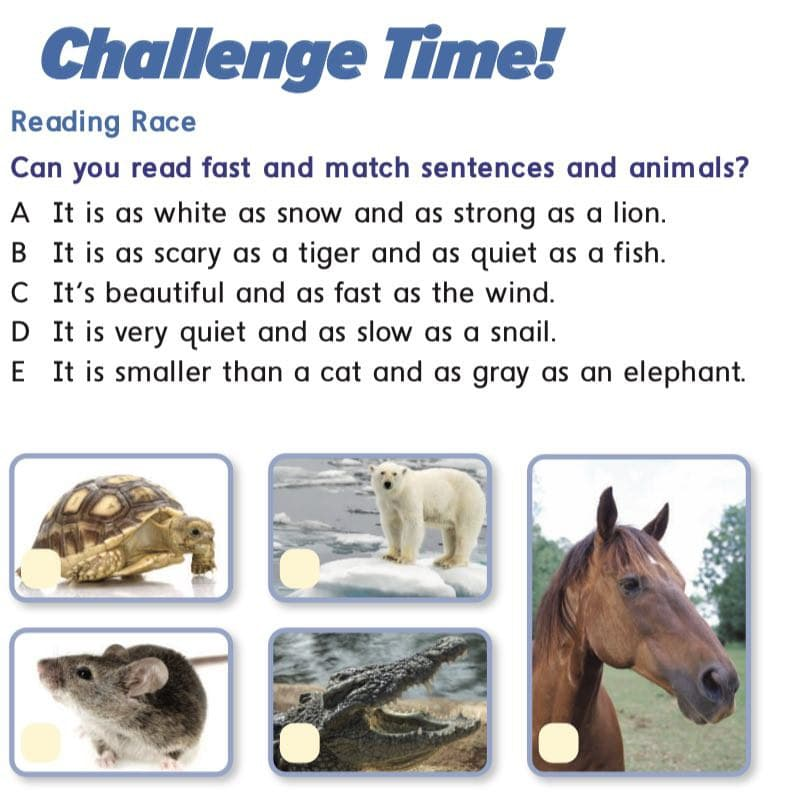 Challenge Time!
Reading Race
Can you read fast and match sentences and animals?
A It is as white as snow and as strong as a lion.
B It is as scary as a tiger and as quiet as a fish.
C It's beautiful and as fast as the wind.
D It is very quiet and as slow as a snail.
E It is smaller than a cat and as gray as an elephant.